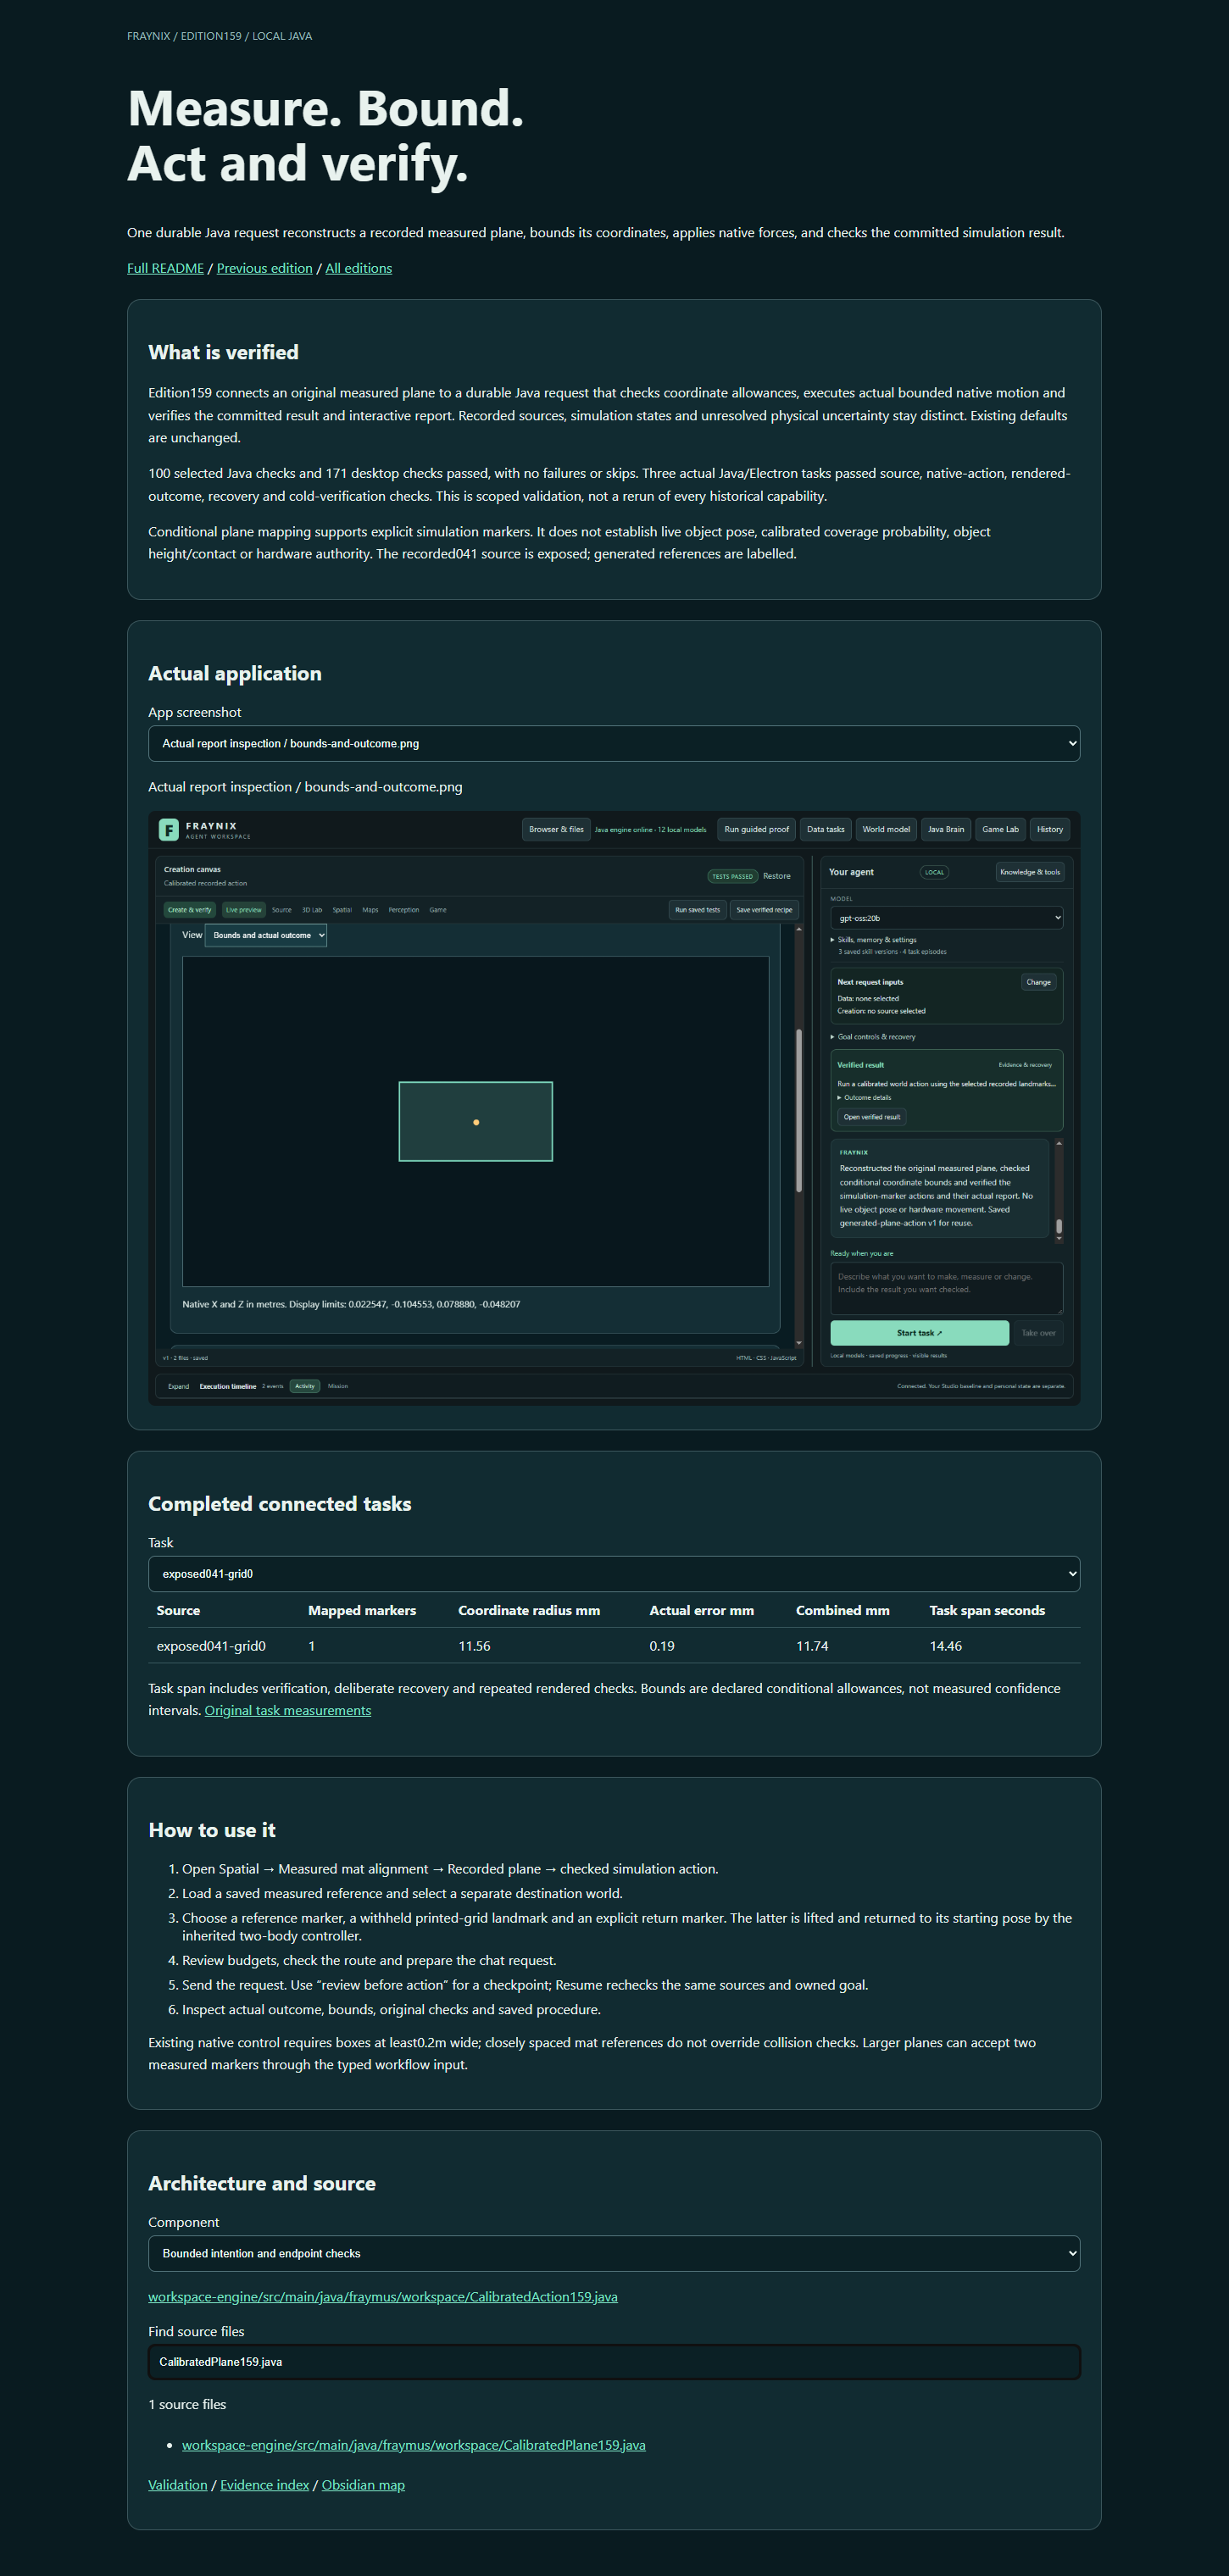 FRAYNIX / EDITION159 / LOCAL JAVA
Measure. Bound.
Act and verify.
One durable Java request reconstructs a recorded measured plane, bounds its coordinates, applies native forces, and checks the committed simulation result.
Full README / Previous edition / All editions
What is verified
Edition159 connects an original measured plane to a durable Java request that checks coordinate allowances, executes actual bounded native motion and
verifies the committed result and interactive report. Recorded sources, simulation states and unresolved physical uncertainty stay distinct. Existing defaults
are unchanged.
100 selected Java checks and 171 desktop checks passed, with no failures or skips. Three actual Java/Electron tasks passed source, native-action, rendered-
outcome, recovery and cold-verification checks. This is scoped validation, not a rerun of every historical capability.
Conditional plane mapping supports explicit simulation markers. It does not establish live object pose, calibrated coverage probability, object
height/contact or hardware authority. The recorded041 source is exposed; generated references are labelled.
Actual application
App screenshot
Actual report inspection / bounds-and-outcome.png
Actual report inspection / bounds-and-outcome.png
F FRAYNIX
AGENT WORKSPACE
Browser & files Java engine online · 12 local models Run guided proof Data tasks World model Java Brain Game Lab History
Creation canvas
Calibrated recorded action
TESTS PASSED Restore
Create & verify Live preview Source 3D Lab Spatial Maps Perception Game Run saved tests Save verified recipe
View Bounds and actual outcome
Native X and Z in metres. Display limits: 0.022547, -0.104553, 0.078880, -0.048207
v1 · 2 files · saved HTML · CSS · JavaScript
Your agent LOCAL Knowledge & tools
MODEL
gpt-oss:20b
Skills, memory & settings
3 saved skill versions · 4 task episodes
Next request inputs Change
Data: none selected
Creation: no source selected
Goal controls & recovery
Verified result Evidence & recovery
Run a calibrated world action using the selected recorded landmarks...
Outcome details
Open verified result
FRAYNIX
Reconstructed the original measured plane, checked
conditional coordinate bounds and verified the
simulation-marker actions and their actual report. No
live object pose or hardware movement. Saved
generated-plane-action v1 for reuse.
Ready when you are
Describe what you want to make, measure or change.
Include the result you want checked.
Start task ↗ Take over
Local models · saved progress · visible results
Expand Execution timeline 2 events Activity Mission Connected. Your Studio baseline and personal state are separate.
Completed connected tasks
Task
exposed041-grid0
Source Mapped markers Coordinate radius mm Actual error mm Combined mm Task span seconds
exposed041-grid0 1 11.56 0.19 11.74 14.46
Task span includes verification, deliberate recovery and repeated rendered checks. Bounds are declared conditional allowances, not measured confidence
intervals. Original task measurements
How to use it
1. Open Spatial → Measured mat alignment → Recorded plane → checked simulation action.
2. Load a saved measured reference and select a separate destination world.
3. Choose a reference marker, a withheld printed-grid landmark and an explicit return marker. The latter is lifted and returned to its starting pose by the
inherited two-body controller.
4. Review budgets, check the route and prepare the chat request.
5. Send the request. Use “review before action” for a checkpoint; Resume rechecks the same sources and owned goal.
6. Inspect actual outcome, bounds, original checks and saved procedure.
Existing native control requires boxes at least0.2m wide; closely spaced mat references do not override collision checks. Larger planes can accept two
measured markers through the typed workflow input.
Architecture and source
Component
Bounded intention and endpoint checks
workspace-engine/src/main/java/fraymus/workspace/CalibratedAction159.java
Find source files
CalibratedPlane159.java
1 source files
• workspace-engine/src/main/java/fraymus/workspace/CalibratedPlane159.java
Validation / Evidence index / Obsidian map